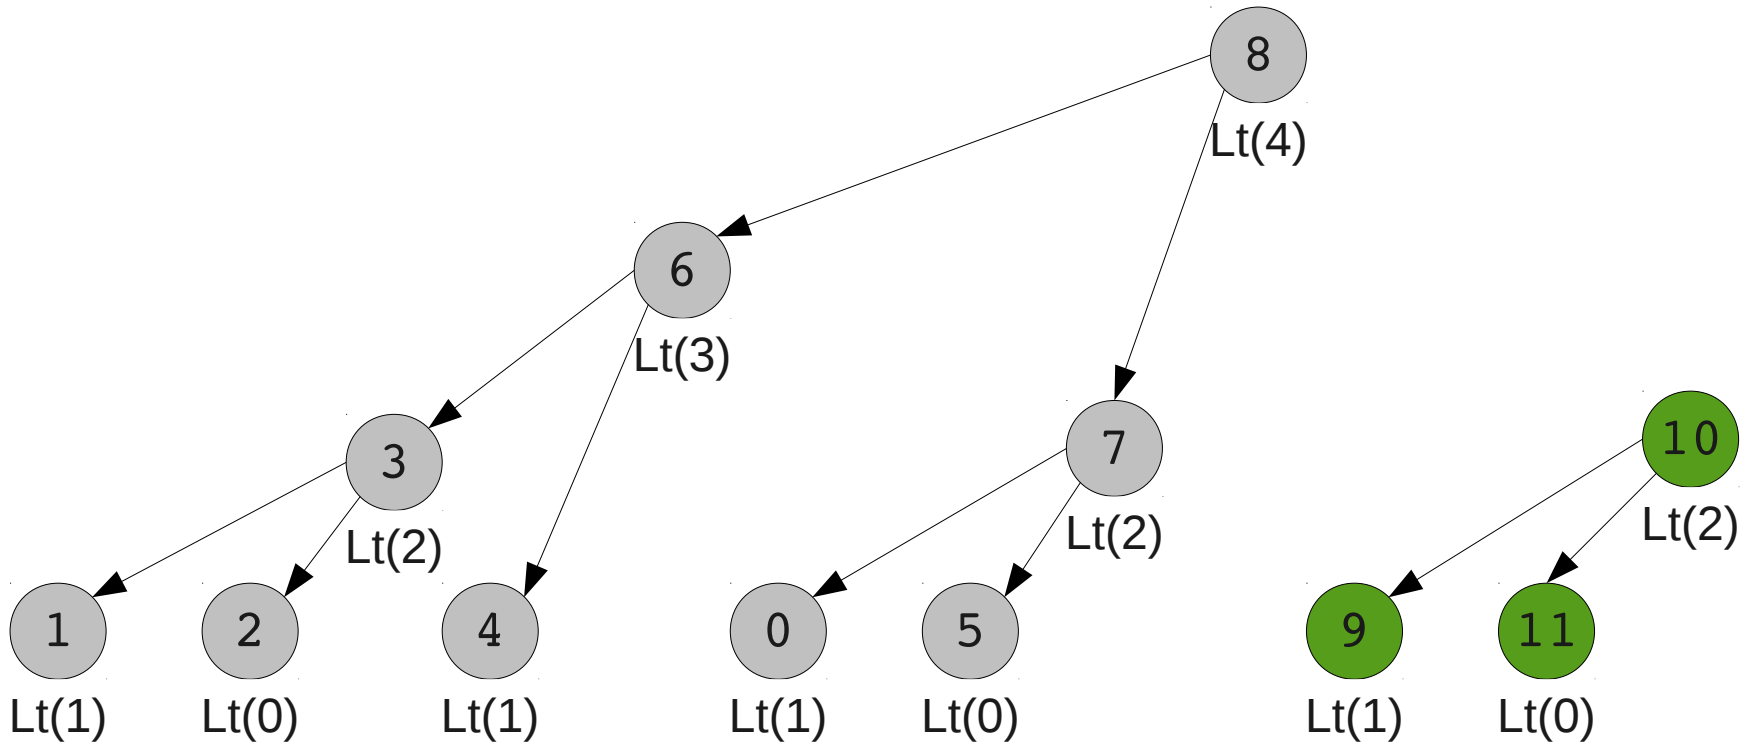 8
Lt(4)
6
Lt(3)
10
Lt(2)
7
Lt(2)
3
Lt(2)
1 2 4 0 5 9 11
Lt(1) Lt(0) Lt(1) Lt(1) Lt(0) Lt(1) Lt(0)